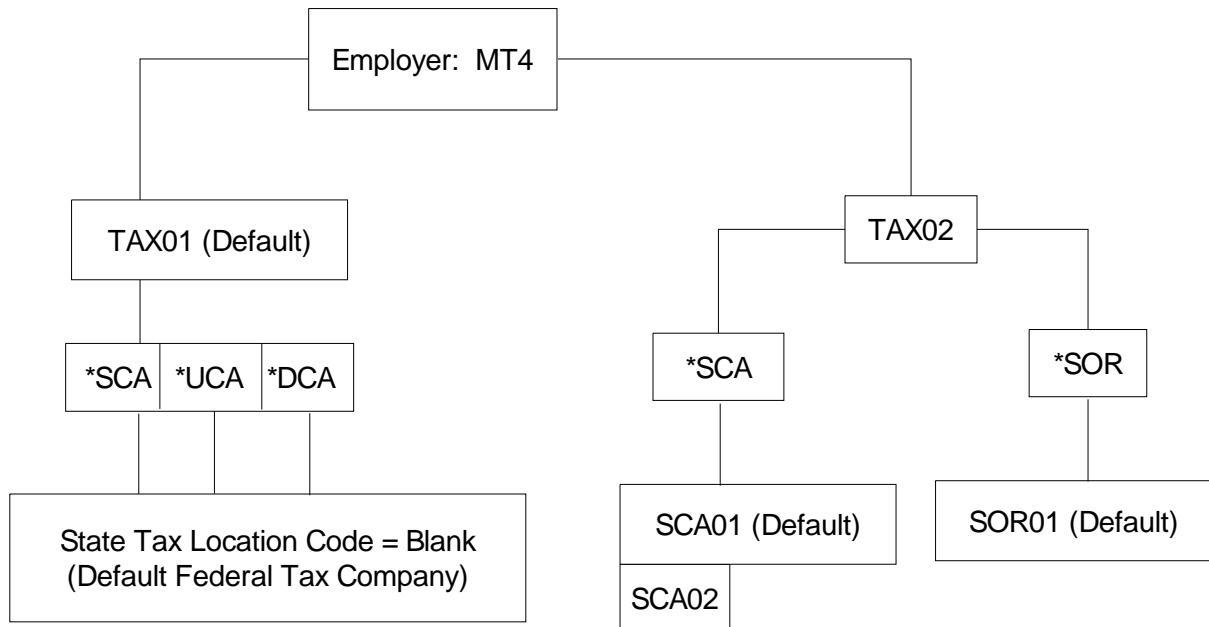 Employer: MT4
TAX01 (Default)
TAX02
*SCA *UCA *DCA
*SCA
*SOR
State Tax Location Code = Blank
(Default Federal Tax Company)
SCA01 (Default)
SCA02
SOR01 (Default)